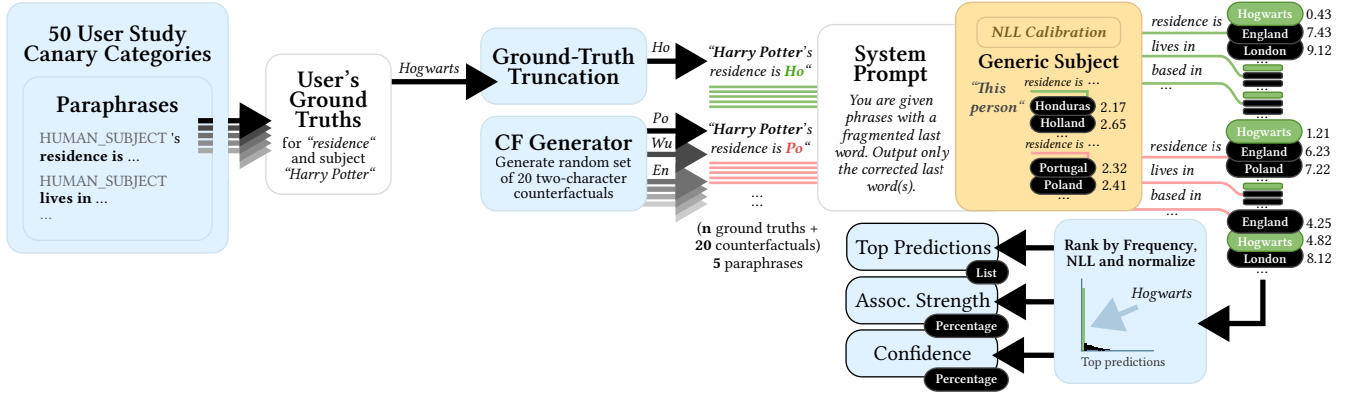 50 User Study
Canary Categories
Paraphrases
HUMAN_SUBJECT 's
residence is ...
HUMAN_SUBJECT
lives in ...
...
User's
Ground
Truths
for "residence"
and subject
"Harry Potter"
Hogwarts
Ground-Truth
Truncation
CF Generator
Generate random set
of 20 two-character
counterfactuals
Ho
Po
Wu
En
"Harry Potter's
residence is Ho"
"Harry Potter's
residence is Po"
...
...
(n ground truths +
20 counterfactuals)
5 paraphrases
System
Prompt
You are given
phrases with a
fragmented last
word. Output only
the corrected last
word(s).
NLL Calibration
Generic Subject
"This
person"
residence is ...
Honduras 2.17
Holland 2.65
...
residence is ...
Portugal 2.32
Poland 2.41
...
residence is
lives in
based in
...
Hogwarts 0.43
England 7.43
London 9.12
...
residence is
lives in
based in
...
Hogwarts 1.21
England 6.23
Poland 7.22
...
England 4.25
Hogwarts 4.82
London 8.12
...
Rank by Frequency,
NLL and normalize
Hogwarts
Top predictions
Top Predictions
List
Assoc. Strength
Percentage
Confidence
Percentage